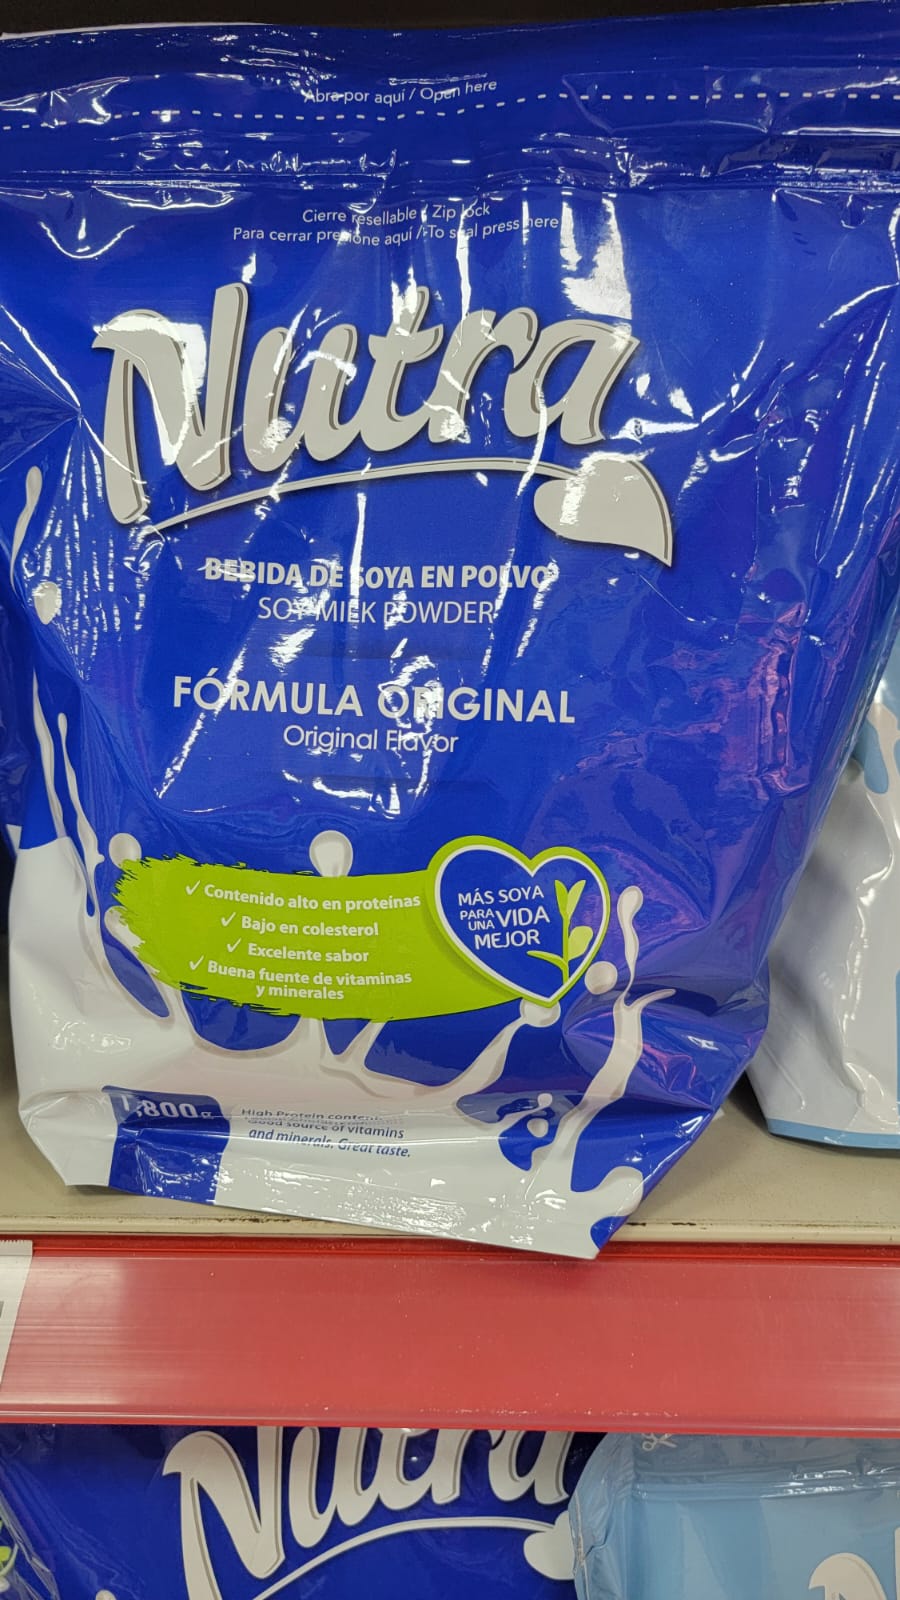 Abra por aquí / Open here
Cierre resellable / Zip lock
Para cerrar presione aquí / To seal press here
Nutra
BEBIDA DE SOYA EN POLVO
SOY MILK POWDER
FÓRMULA ORIGINAL
Original Flavor
✓ Contenido alto en proteínas
✓ Bajo en colesterol
✓ Excelente sabor
✓ Buena fuente de vitaminas
y minerales
MÁS SOYA
PARA UNA VIDA
MEJOR
1,800 g
High Protein content.
Good source of vitamins
and minerals. Great taste.
Nutra